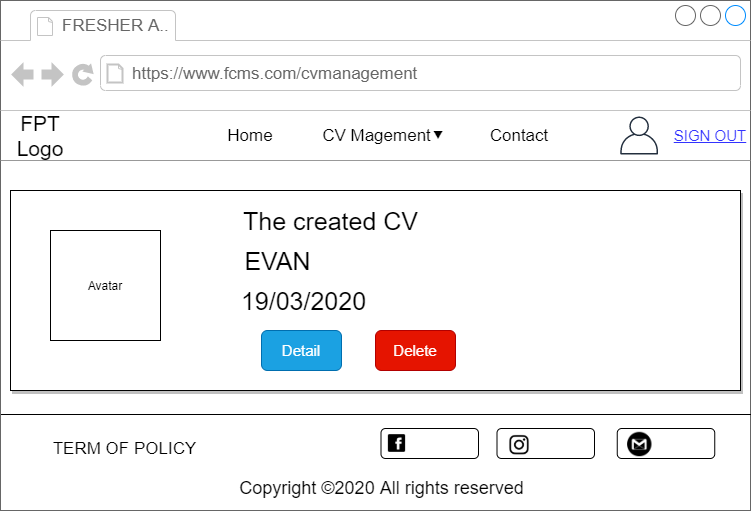 FRESHER A..
https://www.fcms.com/cvmanagement
FPT
Logo
Home
CV Magement
Contact
SIGN OUT
The created CV
Avatar
EVAN
19/03/2020
Detail
Delete
TERM OF POLICY
Copyright ©2020 All rights reserved